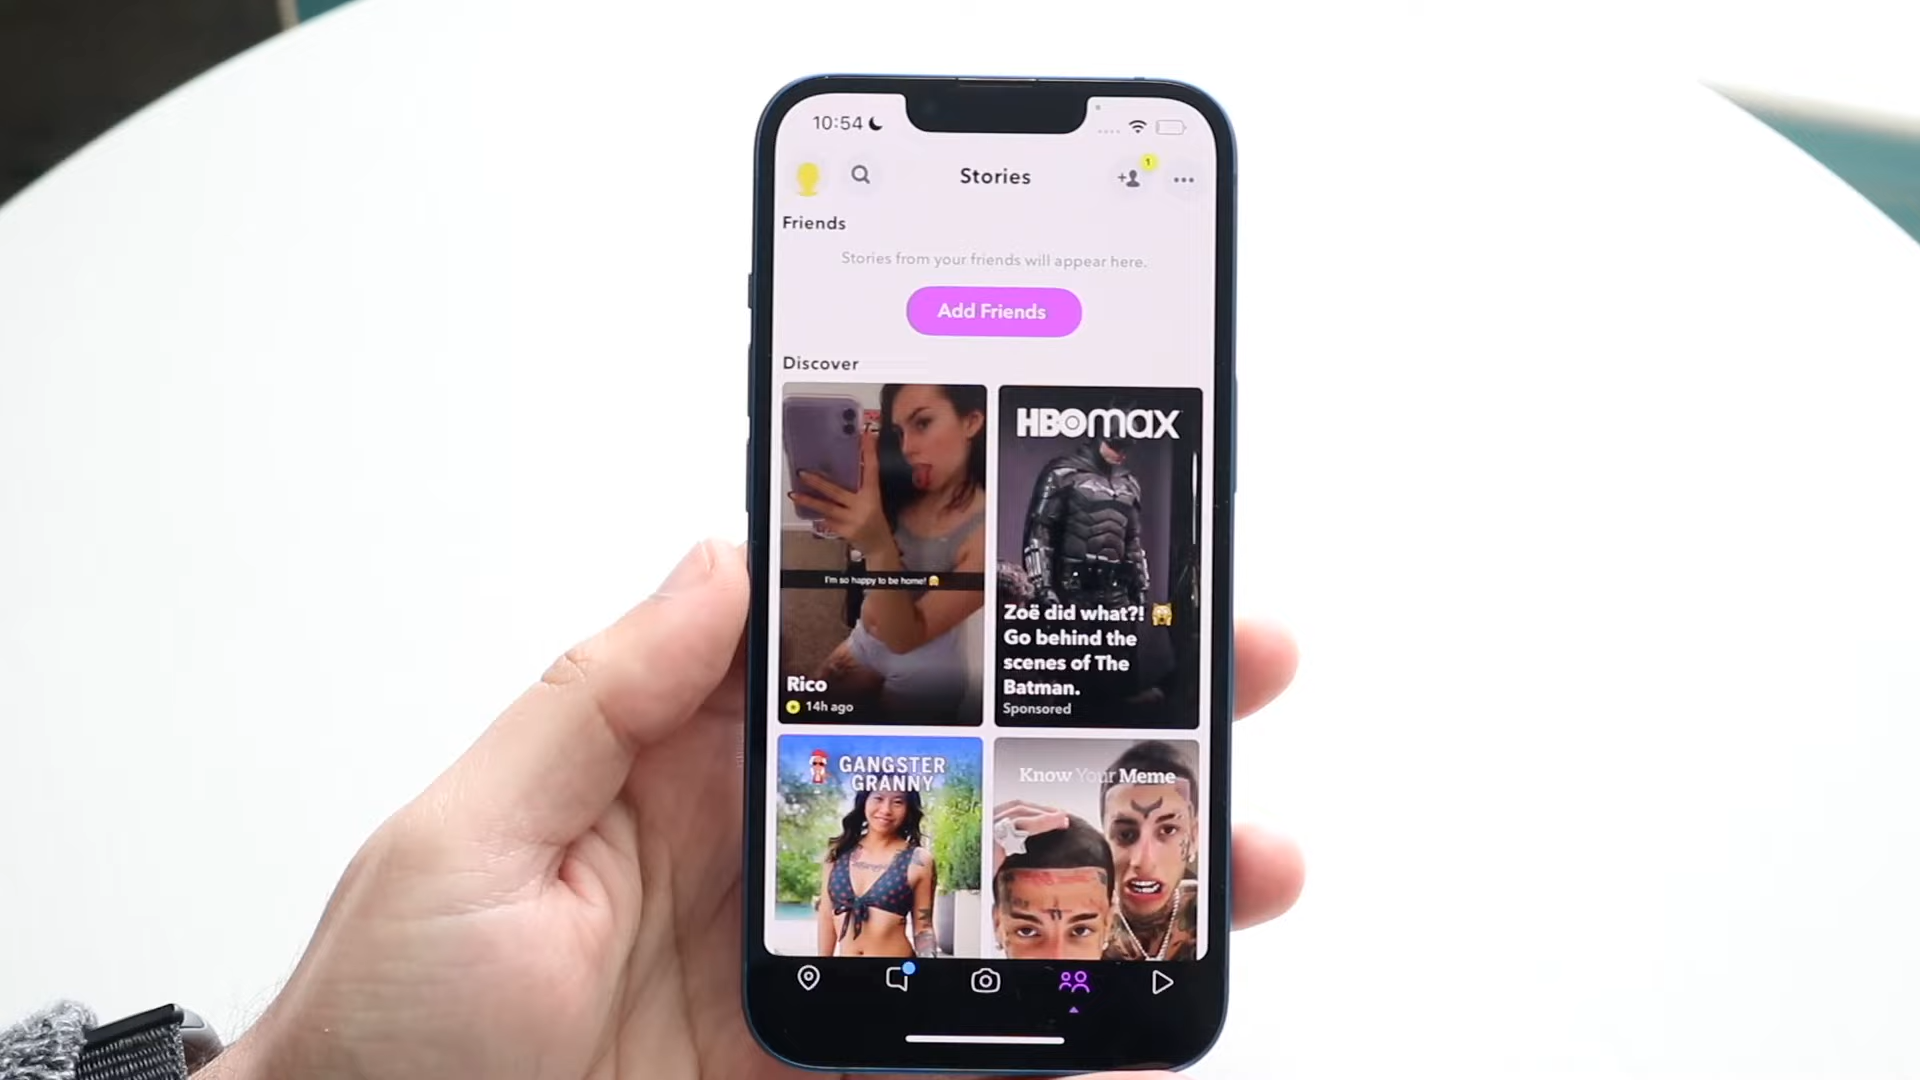 10:54
1
Stories
Friends
Stories from your friends will appear here.
Add Friends
Discover
I'm so happy to be home!
Rico
14h ago
HBOMAX
Zoë did what?!
Go behind the
scenes of The
Batman.
Sponsored
GANGSTER
GRANNY
Know Your Meme